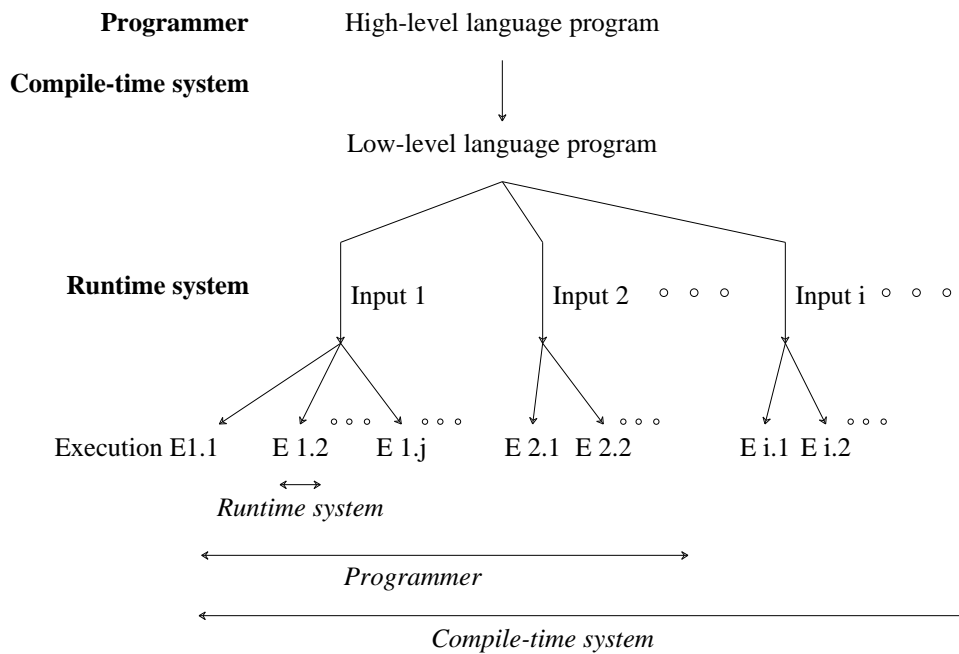 Programmer High-level language program
Compile-time system
Low-level language program
Runtime system Input 1 Input 2 Input i
Execution E1.1 E 1.2 E 1.j E 2.1 E 2.2 E i.1 E i.2
Runtime system
Programmer
Compile-time system